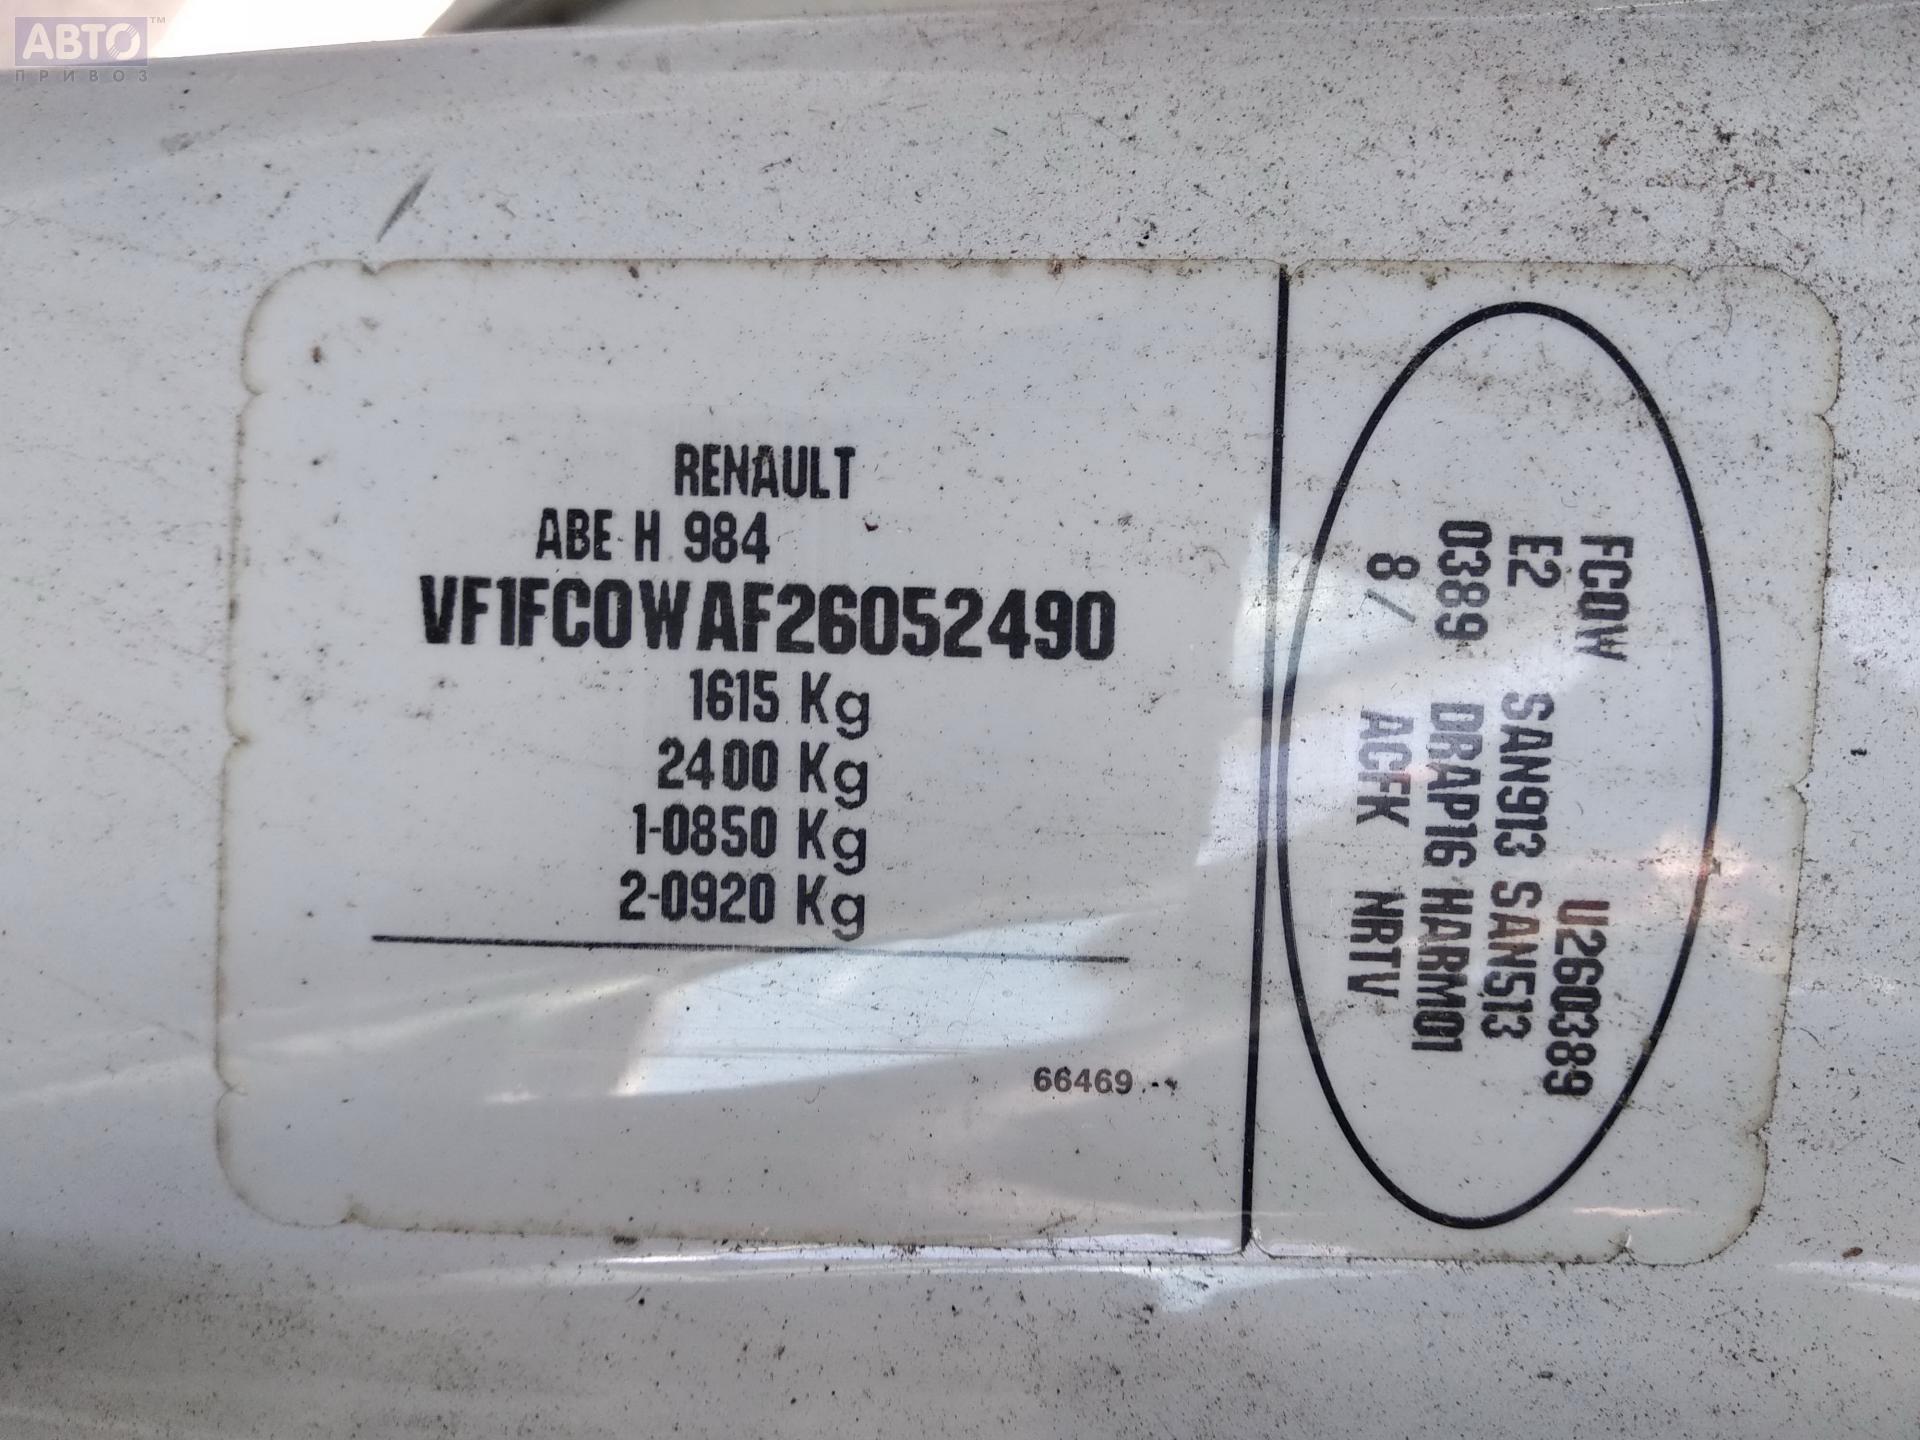 АВТО™
ПРИВОЗ
RENAULT
ABE H 984
VF1FC0WAF26052490
1615 Kg
2400 Kg
1-0850 Kg
2-0920 Kg
66469
FC0W U260389
E2 SAN913 SAN513
0389 DRAP16 HARM01
8/ ACFK NRTV